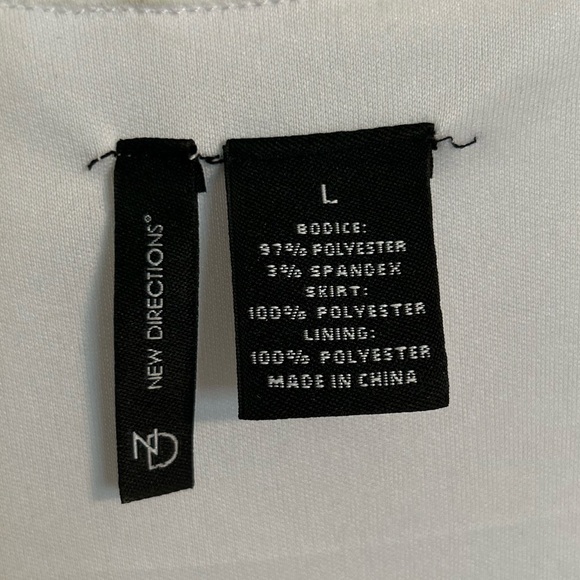 NEW DIRECTIONS®
ND
L
BODICE:
97% POLYESTER
3% SPANDEX
SKIRT:
100% POLYESTER
LINING:
100% POLYESTER
MADE IN CHINA